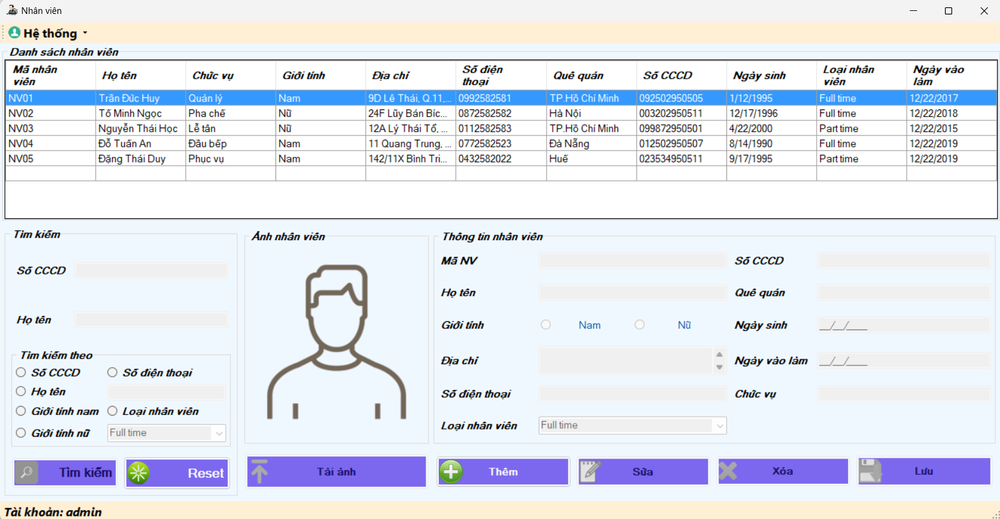 Nhân viên
Hệ thống
Danh sách nhân viên
Mã nhân viên Họ tên Chức vụ Giới tính Địa chỉ Số điện thoại Quê quán Số CCCD Ngày sinh Loại nhân viên Ngày vào làm
NV01 Trần Đức Huy Quản lý Nam 9D Lê Thái, Q.11,... 0992582581 TP.Hồ Chí Minh 092502950505 1/12/1995 Full time 12/22/2017
NV02 Tố Minh Ngọc Pha chế Nữ 24F Lũy Bán Bíc... 0872582582 Hà Nội 003202950511 12/17/1996 Full time 12/22/2018
NV03 Nguyễn Thái Học Lễ tân Nữ 12A Lý Thái Tổ, ... 0112582583 TP.Hồ Chí Minh 099872950501 4/22/2000 Part time 12/22/2015
NV04 Đỗ Tuấn An Đầu bếp Nam 11 Quang Trung, ... 0772582523 Đà Nẵng 012502950507 8/14/1990 Full time 12/22/2019
NV05 Đặng Thái Duy Phục vụ Nam 142/11X Bình Tri... 0432582022 Huế 023534950511 9/17/1995 Part time 12/22/2019
Tìm kiếm
Số CCCD
Họ tên
Tìm kiếm theo
Số CCCD Số điện thoại
Họ tên
Giới tính nam Loại nhân viên
Giới tính nữ Full time
Tìm kiếm Reset
Ảnh nhân viên
Tải ảnh
Thông tin nhân viên
Mã NV Số CCCD
Họ tên Quê quán
Giới tính Nam Nữ Ngày sinh __/__/____
Địa chỉ Ngày vào làm __/__/____
Số điện thoại Chức vụ
Loại nhân viên Full time
Thêm Sửa Xóa Lưu
Tài khoản: admin